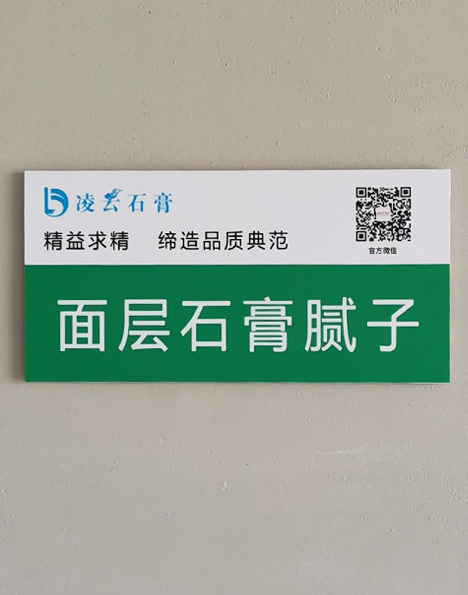 凌云石膏
精益求精 缔造品质典范
官方微信
面层石膏腻子